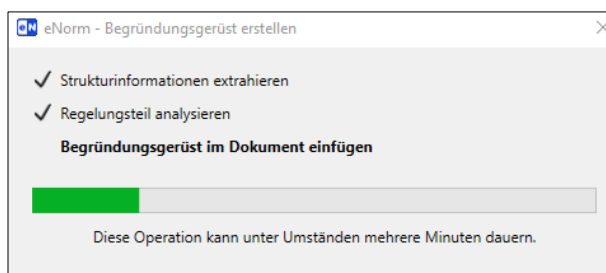 eN eNorm - Begründungsgerüst erstellen
Strukturinformationen extrahieren
Regelungsteil analysieren
Begründungsgerüst im Dokument einfügen
Diese Operation kann unter Umständen mehrere Minuten dauern.